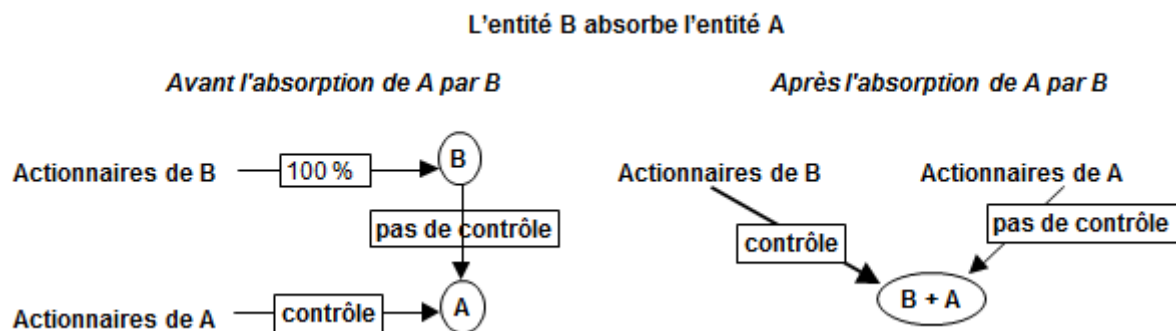 L'entité B absorbe l'entité A
Avant l'absorption de A par B
Après l'absorption de A par B
Actionnaires de B
100 %
B
pas de contrôle
Actionnaires de A
contrôle
A
Actionnaires de B
Actionnaires de A
contrôle
pas de contrôle
B + A